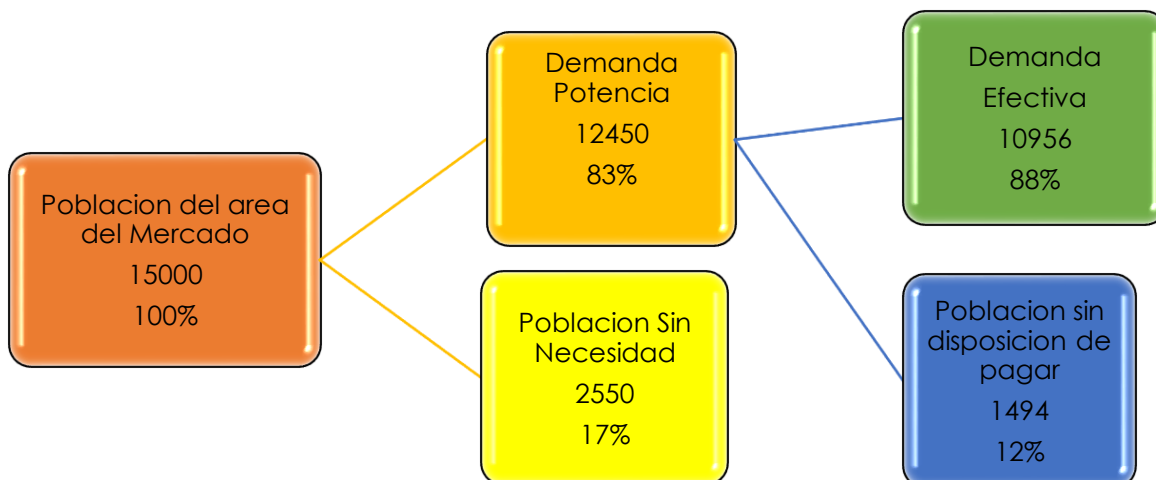 Poblacion del area
del Mercado
15000
100%
Demanda
Potencia
12450
83%
Poblacion Sin
Necesidad
2550
17%
Demanda
Efectiva
10956
88%
Poblacion sin
disposicion de
pagar
1494
12%